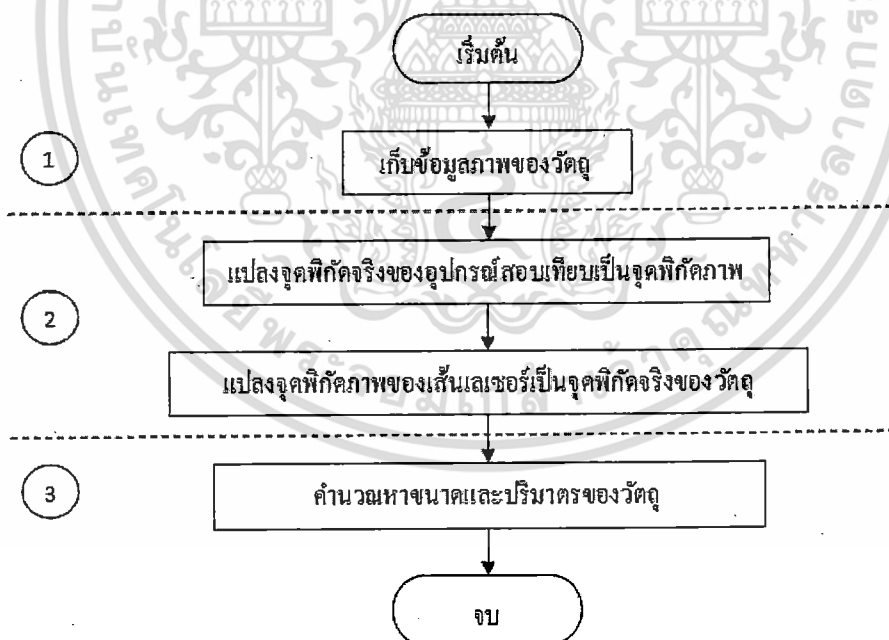 เริ่มต้น
1
เก็บข้อมูลภาพของวัตถุ
แปลงจุดพิกัดจริงของอุปกรณ์สอบเทียบเป็นจุดพิกัดภาพ
2
แปลงจุดพิกัดภาพของเส้นเลเซอร์เป็นจุดพิกัดจริงของวัตถุ
3
คำนวณหาขนาดและปริมาตรของวัตถุ
จบ